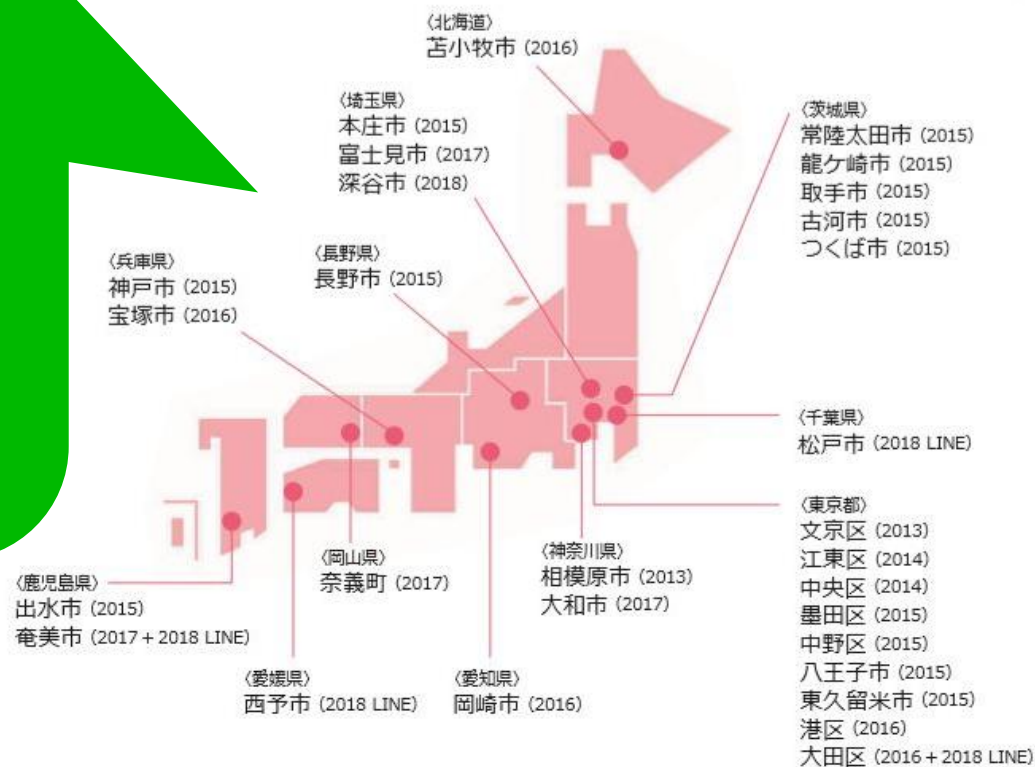 〈北海道〉
苫小牧市 (2016)
〈埼玉県〉
本庄市 (2015)
富士見市 (2017)
深谷市 (2018)
〈茨城県〉
常陸太田市 (2015)
龍ケ崎市 (2015)
取手市 (2015)
古河市 (2015)
つくば市 (2015)
〈兵庫県〉
神戸市 (2015)
宝塚市 (2016)
〈長野県〉
長野市 (2015)
〈千葉県〉
松戸市 (2018 LINE)
〈東京都〉
文京区 (2013)
江東区 (2014)
中央区 (2014)
墨田区 (2015)
中野区 (2015)
八王子市 (2015)
東久留米市 (2015)
港区 (2016)
大田区 (2016 + 2018 LINE)
〈神奈川県〉
相模原市 (2013)
大和市 (2017)
〈岡山県〉
奈義町 (2017)
〈鹿児島県〉
出水市 (2015)
奄美市 (2017 + 2018 LINE)
〈愛媛県〉
西予市 (2018 LINE)
〈愛知県〉
岡崎市 (2016)